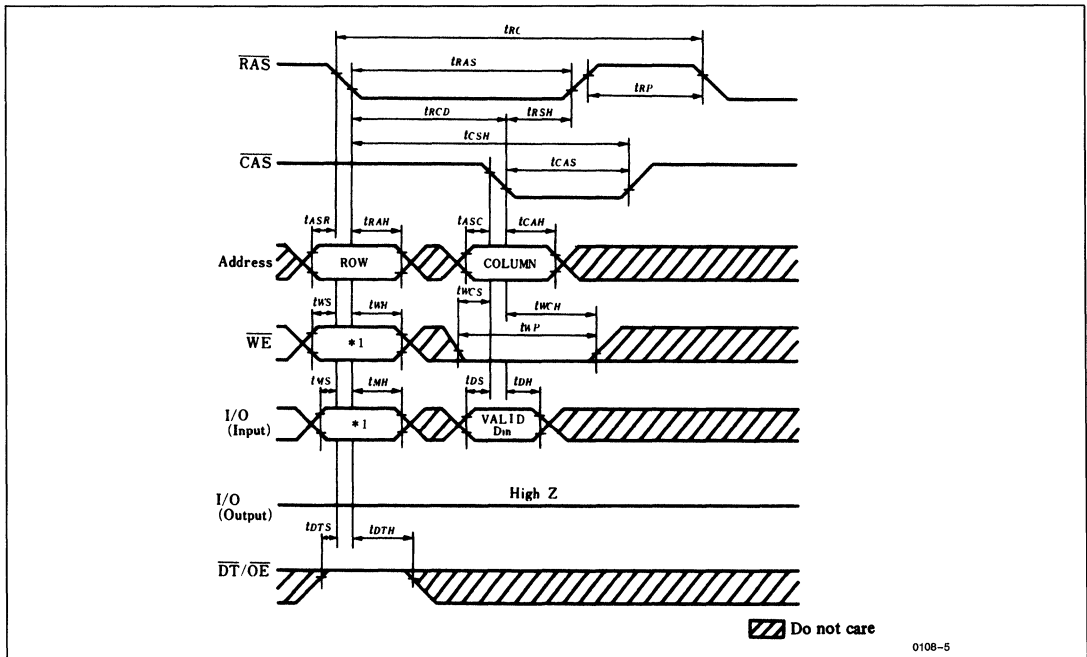 tRC
RAS
tRAS
tRP
tRCD
tRSH
tCSH
CAS
tCAS
tASR
tRAH
tASC
tCAH
Address
ROW
COLUMN
tWCS
tWCH
tWS
tWH
tWP
WE
*1
tMS
tMH
tDS
tDH
I/O
(Input)
*1
VALID
Din
I/O
(Output)
High Z
tDTS
tDTH
DT/OE
Do not care
0108-5